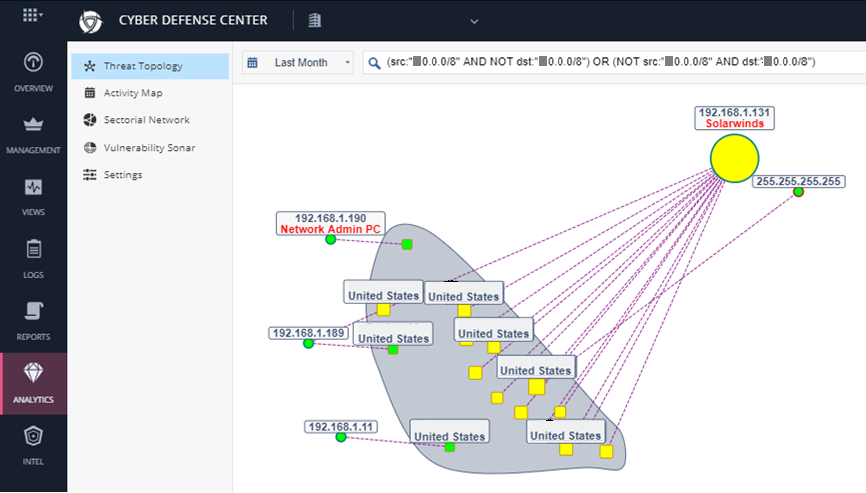 CYBER DEFENSE CENTER
OVERVIEW
MANAGEMENT
VIEWS
LOGS
REPORTS
ANALYTICS
INTEL
Threat Topology
Activity Map
Sectorial Network
Vulnerability Sonar
Settings
Last Month
(src:"0.0.0/8" AND NOT dst:"0.0.0/8") OR (NOT src:"0.0.0/8" AND dst:"0.0.0/8")
192.168.1.131
Solarwinds
255.255.255.255
192.168.1.190
Network Admin PC
United States
United States
192.168.1.189
United States
United States
United States
192.168.1.11
United States
United States